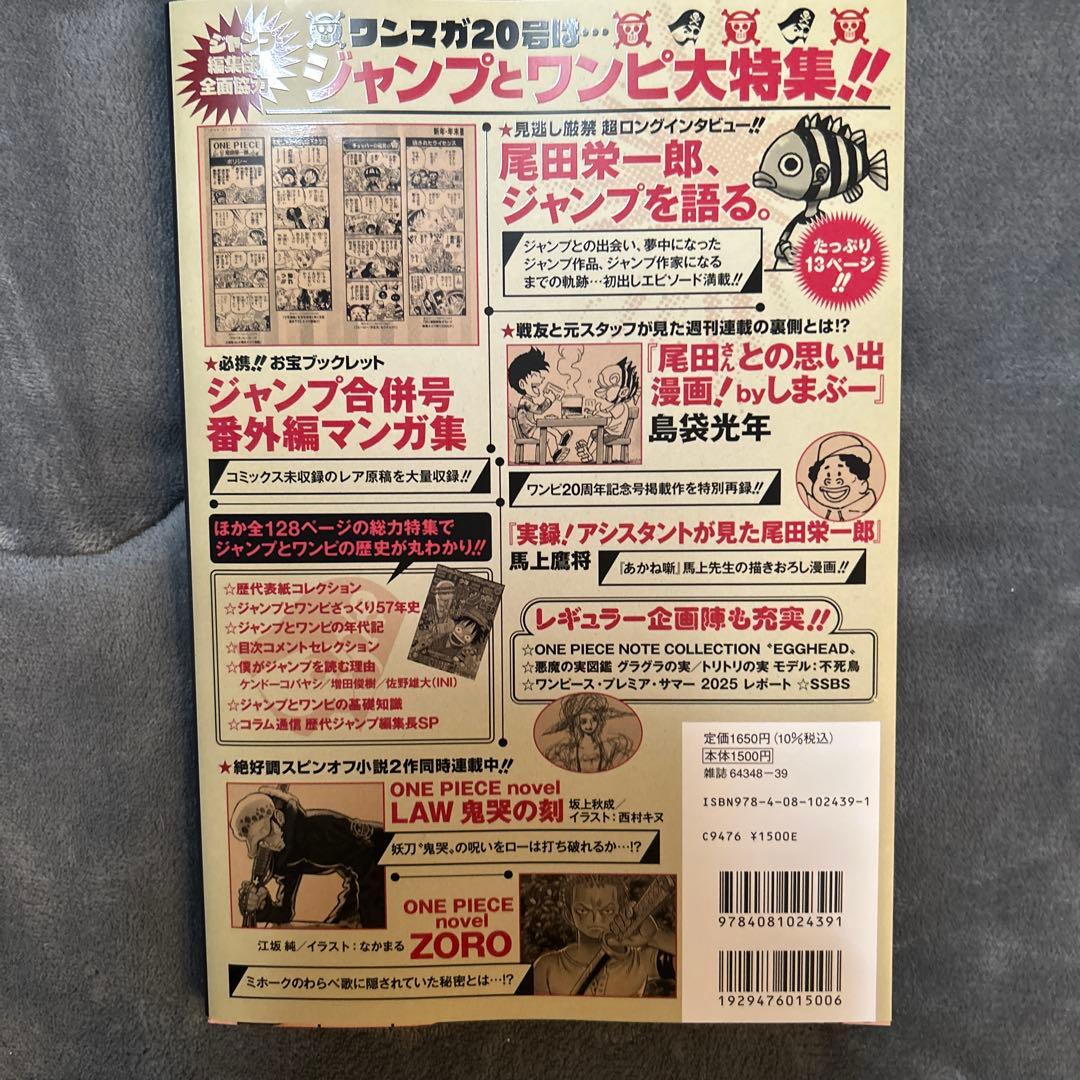 ジャンプ
編集部
全面協力
ワンマガ20号は…
ジャンプとワンピ大特集!!
ONE PIECE
ポリシー
★見逃し厳禁 超ロングインタビュー!!
尾田栄一郎、
ジャンプを語る。
たっぷり
13ページ
!!
ジャンプとの出会い、夢中になった
ジャンプ作品、ジャンプ作家になる
までの軌跡…初出しエピソード満載!!
★必携!! お宝ブックレット
ジャンプ合併号
番外編マンガ集
コミックス未収録のレア原稿を大量収録!!
★戦友と元スタッフが見た週刊連載の裏側とは!?
『尾田さんとの思い出
漫画!byしまぶー』
島袋光年
ワンピ20周年記念号掲載作を特別再録!!
『実録!アシスタントが見た尾田栄一郎』
馬上鷹将
『あかね噺』馬上先生の描きおろし漫画!!
ほか全128ページの総力特集で
ジャンプとワンピの歴史が丸わかり!!
☆歴代表紙コレクション
☆ジャンプとワンピざっくり57年史
☆ジャンプとワンピの年代記
☆目次コメントセレクション
☆僕がジャンプを読む理由
ケンドーコバヤシ/増田俊樹/佐野雄大(INI)
☆ジャンプとワンピの基礎知識
☆コラム通信 歴代ジャンプ編集長SP
レギュラー企画陣も充実!!
☆ONE PIECE NOTE COLLECTION〝EGGHEAD〟
☆悪魔の実図鑑 グラグラの実/トリトリの実 モデル:不死鳥
☆ワンピース・プレミア・サマー 2025 レポート ☆SSBS
★絶好調スピンオフ小説2作同時連載中!!
ONE PIECE novel
LAW 鬼哭の刻
坂上秋成/
イラスト:西村キヌ
妖刀〝鬼哭〟の呪いをローは打ち破れるか…!?
ONE PIECE
novel
ZORO
江坂 純/イラスト:なかまる
ミホークのわらべ歌に隠されていた秘密とは…!?
定価1650円(10%税込)
本体1500円
雑誌 64348-39
ISBN978-4-08-102439-1
C9476 ¥1500E
9784081024391
1929476015006